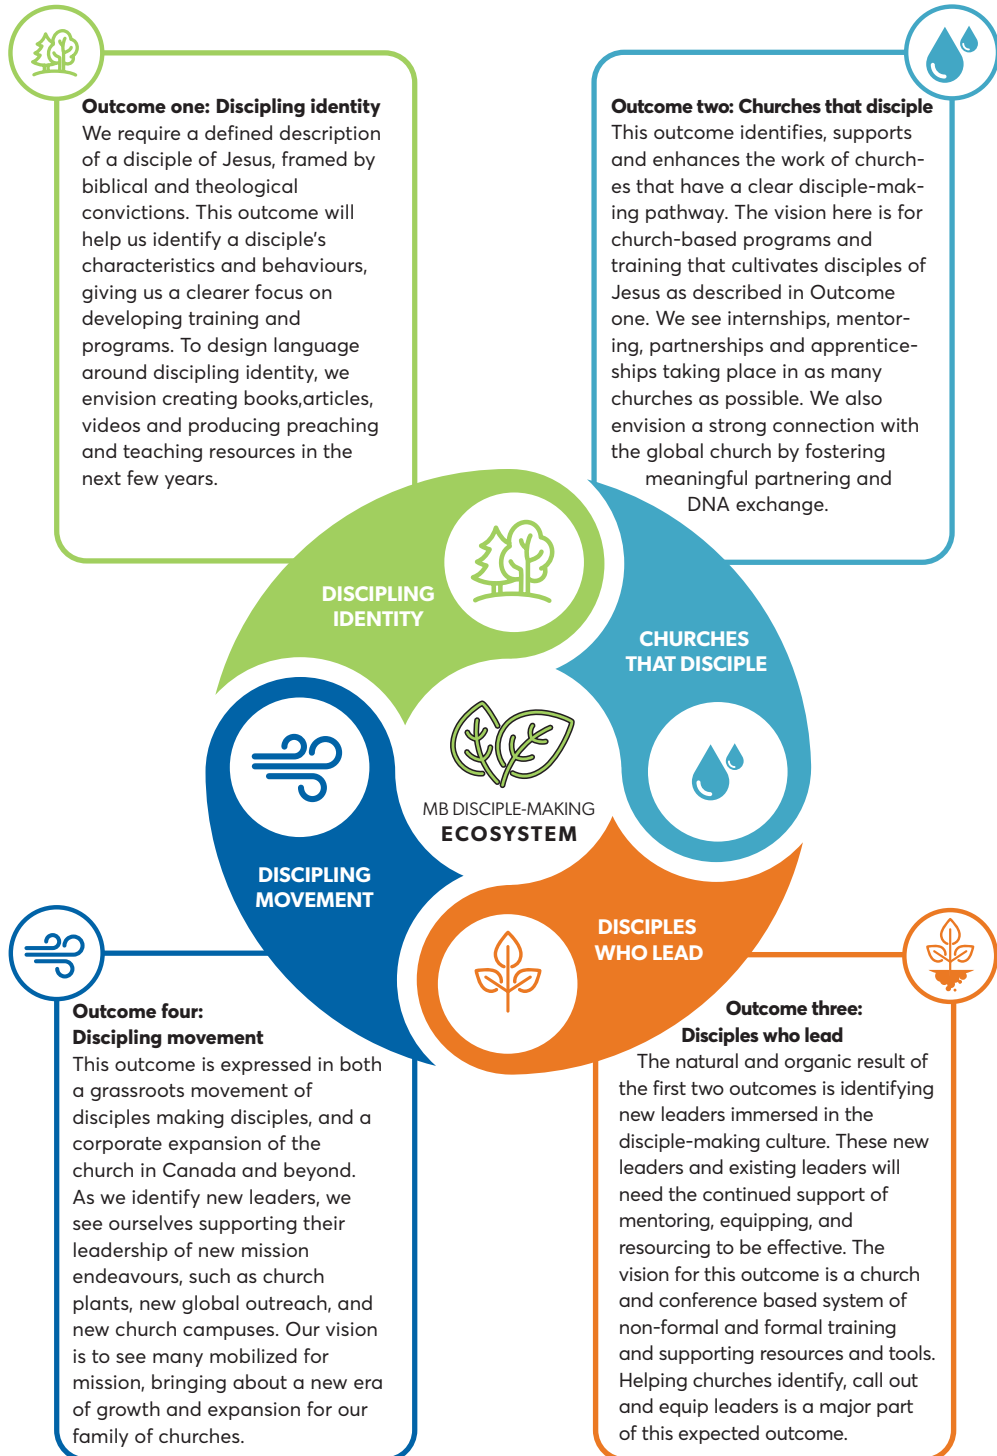 Outcome one: Discipling identity
We require a defined description
of a disciple of Jesus, framed by
biblical and theological
convictions. This outcome will
help us identify a disciple's
characteristics and behaviours,
giving us a clearer focus on
developing training and
programs. To design language
around discipling identity, we
envision creating books,articles,
videos and producing preaching
and teaching resources in the
next few years.
Outcome two: Churches that disciple
This outcome identifies, supports
and enhances the work of church-
es that have a clear disciple-mak-
ing pathway. The vision here is for
church-based programs and
training that cultivates disciples of
Jesus as described in Outcome
one. We see internships, mentor-
ing, partnerships and apprentice-
ships taking place in as many
churches as possible. We also
envision a strong connection with
the global church by fostering
meaningful partnering and
DNA exchange.
DISCIPLING
IDENTITY
CHURCHES
THAT DISCIPLE
MB DISCIPLE-MAKING
ECOSYSTEM
DISCIPLING
MOVEMENT
DISCIPLES
WHO LEAD
Outcome four:
Discipling movement
This outcome is expressed in both
a grassroots movement of
disciples making disciples, and a
corporate expansion of the
church in Canada and beyond.
As we identify new leaders, we
see ourselves supporting their
leadership of new mission
endeavours, such as church
plants, new global outreach, and
new church campuses. Our vision
is to see many mobilized for
mission, bringing about a new era
of growth and expansion for our
family of churches.
Outcome three:
Disciples who lead
The natural and organic result of
the first two outcomes is identifying
new leaders immersed in the
disciple-making culture. These new
leaders and existing leaders will
need the continued support of
mentoring, equipping, and
resourcing to be effective. The
vision for this outcome is a church
and conference based system of
non-formal and formal training
and supporting resources and tools.
Helping churches identify, call out
and equip leaders is a major part
of this expected outcome.